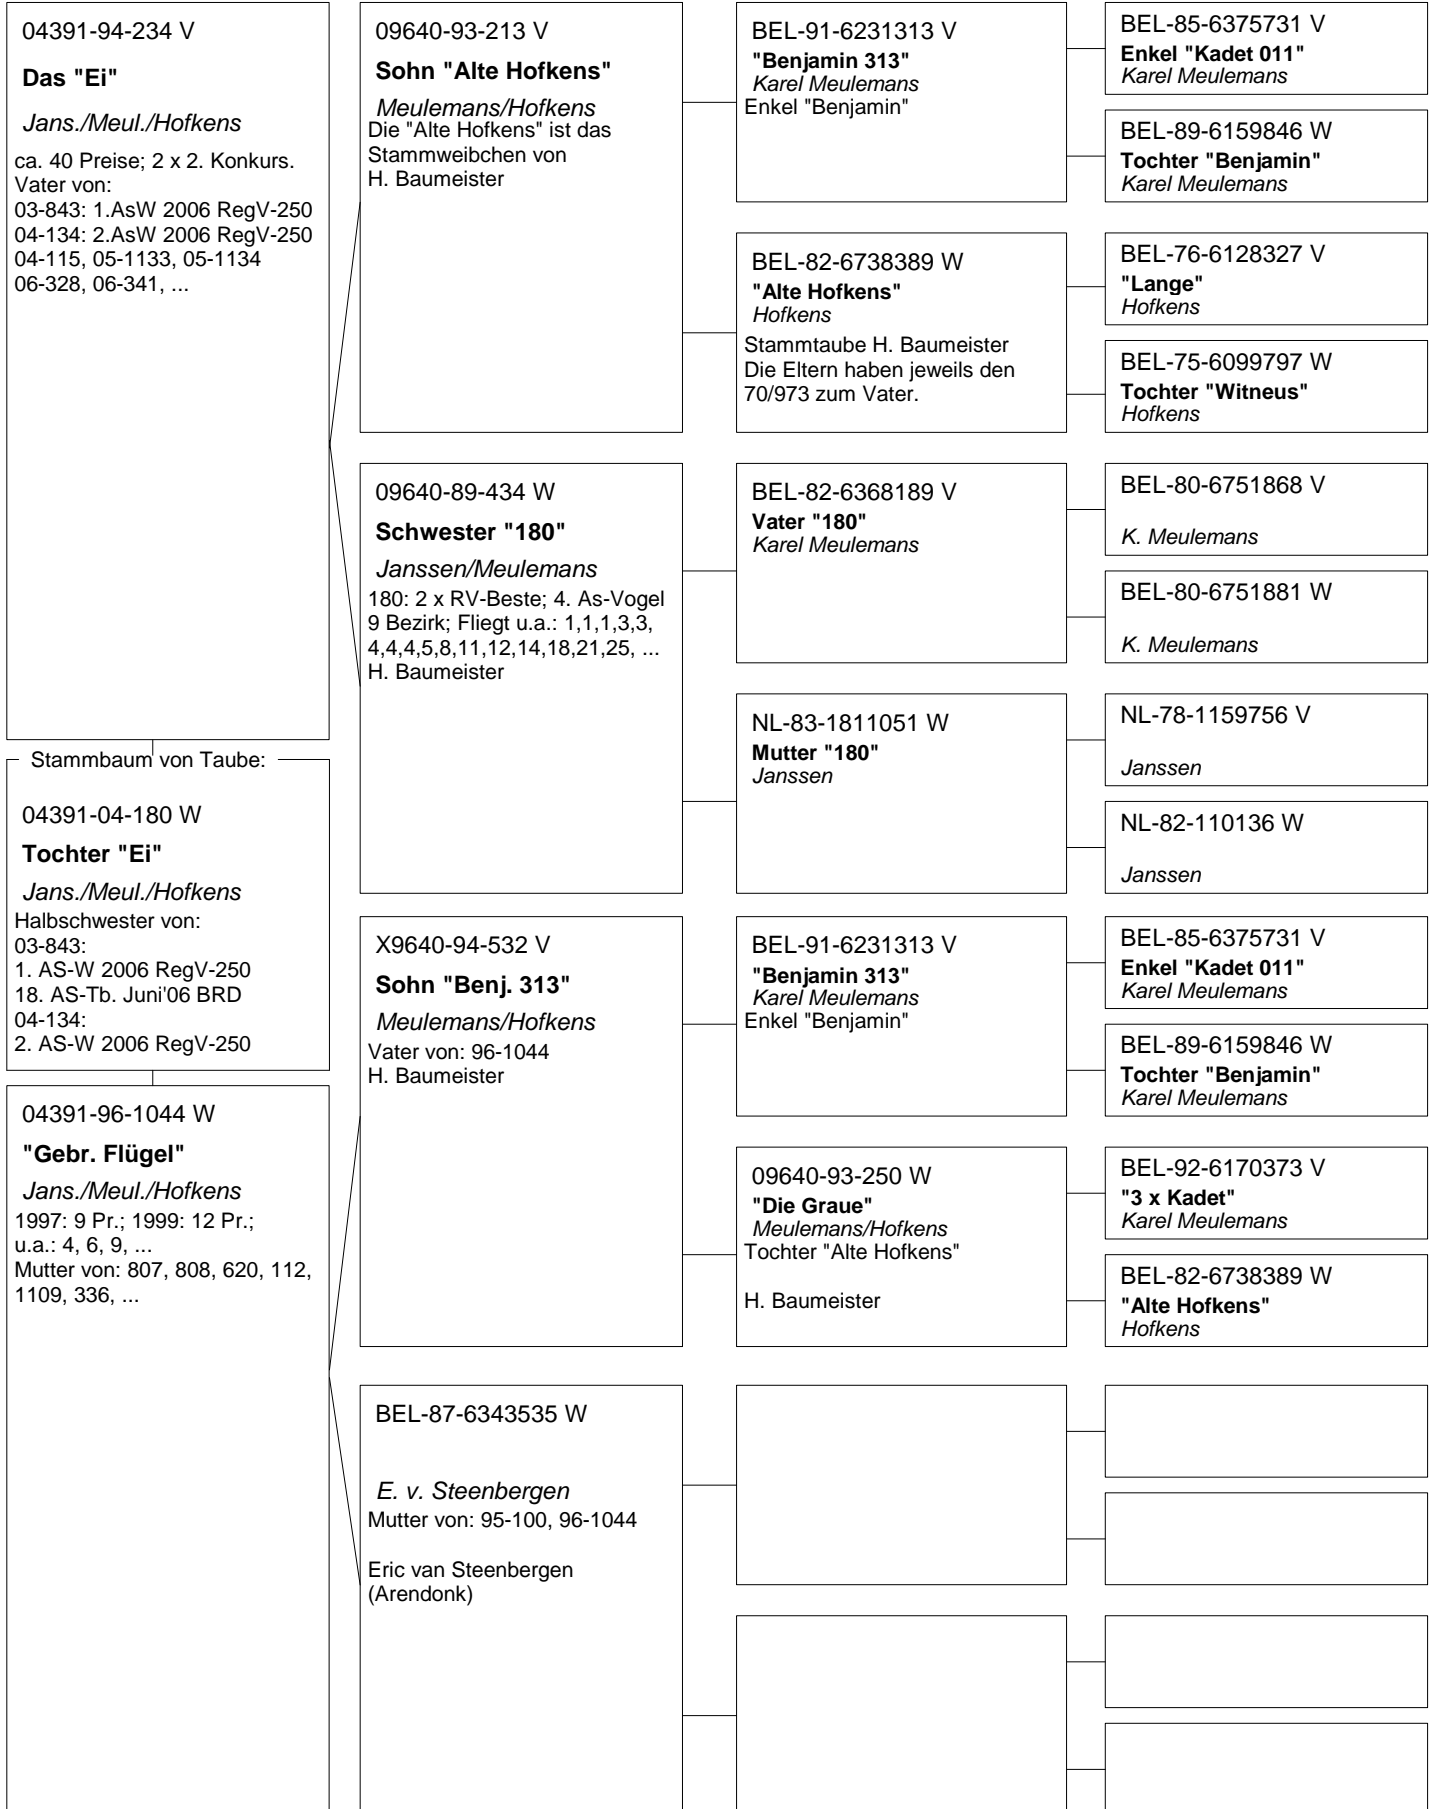 04391-94-234 V
Das "Ei"
Jans./Meul./Hofkens
ca. 40 Preise; 2 x 2. Konkurs.
Vater von:
03-843: 1.AsW 2006 RegV-250
04-134: 2.AsW 2006 RegV-250
04-115, 05-1133, 05-1134
06-328, 06-341, ...
Stammbaum von Taube:
04391-04-180 W
Tochter "Ei"
Jans./Meul./Hofkens
Halbschwester von:
03-843:
1. AS-W 2006 RegV-250
18. AS-Tb. Juni'06 BRD
04-134:
2. AS-W 2006 RegV-250
04391-96-1044 W
"Gebr. Flügel"
Jans./Meul./Hofkens
1997: 9 Pr.; 1999: 12 Pr.;
u.a.: 4, 6, 9, ...
Mutter von: 807, 808, 620, 112,
1109, 336, ...
09640-93-213 V
Sohn "Alte Hofkens"
Meulemans/Hofkens
Die "Alte Hofkens" ist das
Stammweibchen von
H. Baumeister
09640-89-434 W
Schwester "180"
Janssen/Meulemans
180: 2 x RV-Beste; 4. As-Vogel
9 Bezirk; Fliegt u.a.: 1,1,1,3,3,
4,4,4,5,8,11,12,14,18,21,25, ...
H. Baumeister
X9640-94-532 V
Sohn "Benj. 313"
Meulemans/Hofkens
Vater von: 96-1044
H. Baumeister
BEL-87-6343535 W
E. v. Steenbergen
Mutter von: 95-100, 96-1044
Eric van Steenbergen
(Arendonk)
BEL-91-6231313 V
"Benjamin 313"
Karel Meulemans
Enkel "Benjamin"
BEL-82-6738389 W
"Alte Hofkens"
Hofkens
Stammtaube H. Baumeister
Die Eltern haben jeweils den
70/973 zum Vater.
BEL-82-6368189 V
Vater "180"
Karel Meulemans
NL-83-1811051 W
Mutter "180"
Janssen
BEL-91-6231313 V
"Benjamin 313"
Karel Meulemans
Enkel "Benjamin"
09640-93-250 W
"Die Graue"
Meulemans/Hofkens
Tochter "Alte Hofkens"
H. Baumeister
BEL-85-6375731 V
Enkel "Kadet 011"
Karel Meulemans
BEL-89-6159846 W
Tochter "Benjamin"
Karel Meulemans
BEL-76-6128327 V
"Lange"
Hofkens
BEL-75-6099797 W
Tochter "Witneus"
Hofkens
BEL-80-6751868 V
K. Meulemans
BEL-80-6751881 W
K. Meulemans
NL-78-1159756 V
Janssen
NL-82-110136 W
Janssen
BEL-85-6375731 V
Enkel "Kadet 011"
Karel Meulemans
BEL-89-6159846 W
Tochter "Benjamin"
Karel Meulemans
BEL-92-6170373 V
"3 x Kadet"
Karel Meulemans
BEL-82-6738389 W
"Alte Hofkens"
Hofkens